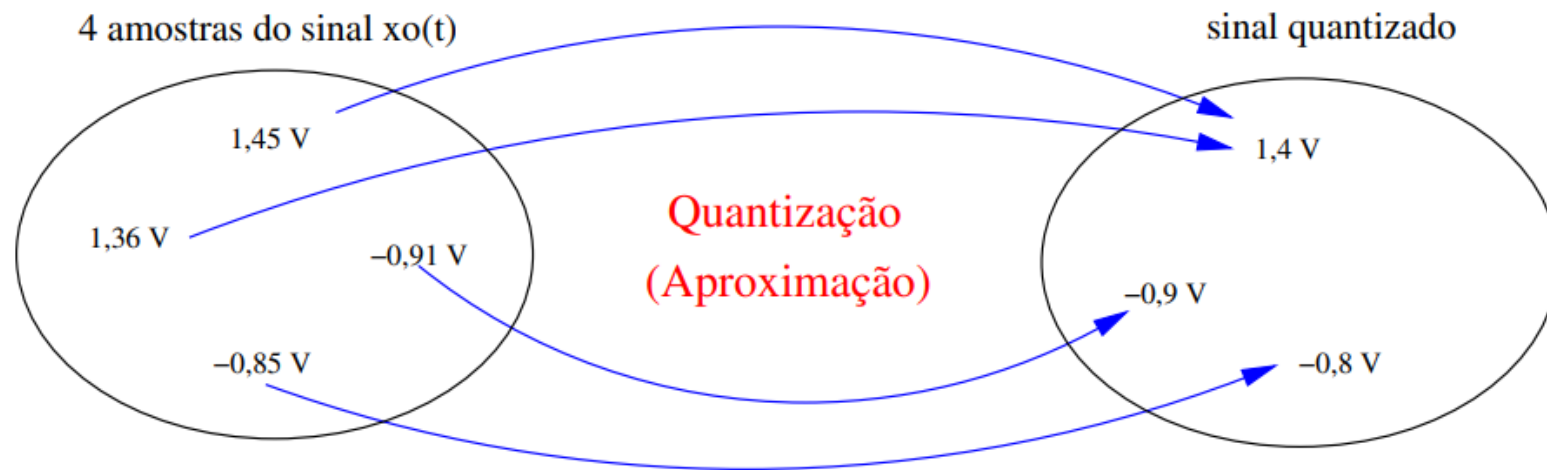 4 amostras do sinal xo(t)
sinal quantizado
1,45 V
1,4 V
1,36 V
−0,91 V
Quantização
(Aproximação)
−0,9 V
−0,85 V
−0,8 V